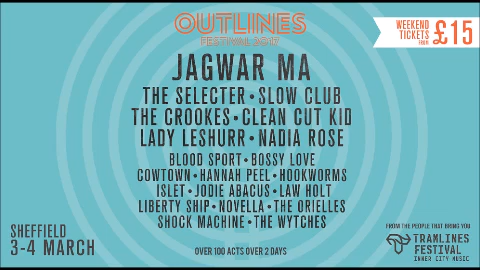 OUTLINES
FESTIVAL 2017
WEEKEND
TICKETS
FROM £15
JAGWAR MA
THE SELECTER • SLOW CLUB
THE CROOKES • CLEAN CUT KID
LADY LESHURR • NADIA ROSE
BLOOD SPORT • BOSSY LOVE
COWTOWN • HANNAH PEEL • HOOKWORMS
ISLET • JODIE ABACUS • LAW HOLT
LIBERTY SHIP • NOVELLA • THE ORIELLES
SHOCK MACHINE • THE WYTCHES
SHEFFIELD
3-4 MARCH
OVER 100 ACTS OVER 2 DAYS
FROM THE PEOPLE THAT BRING YOU
TRAMLINES
FESTIVAL
INNER CITY MUSIC